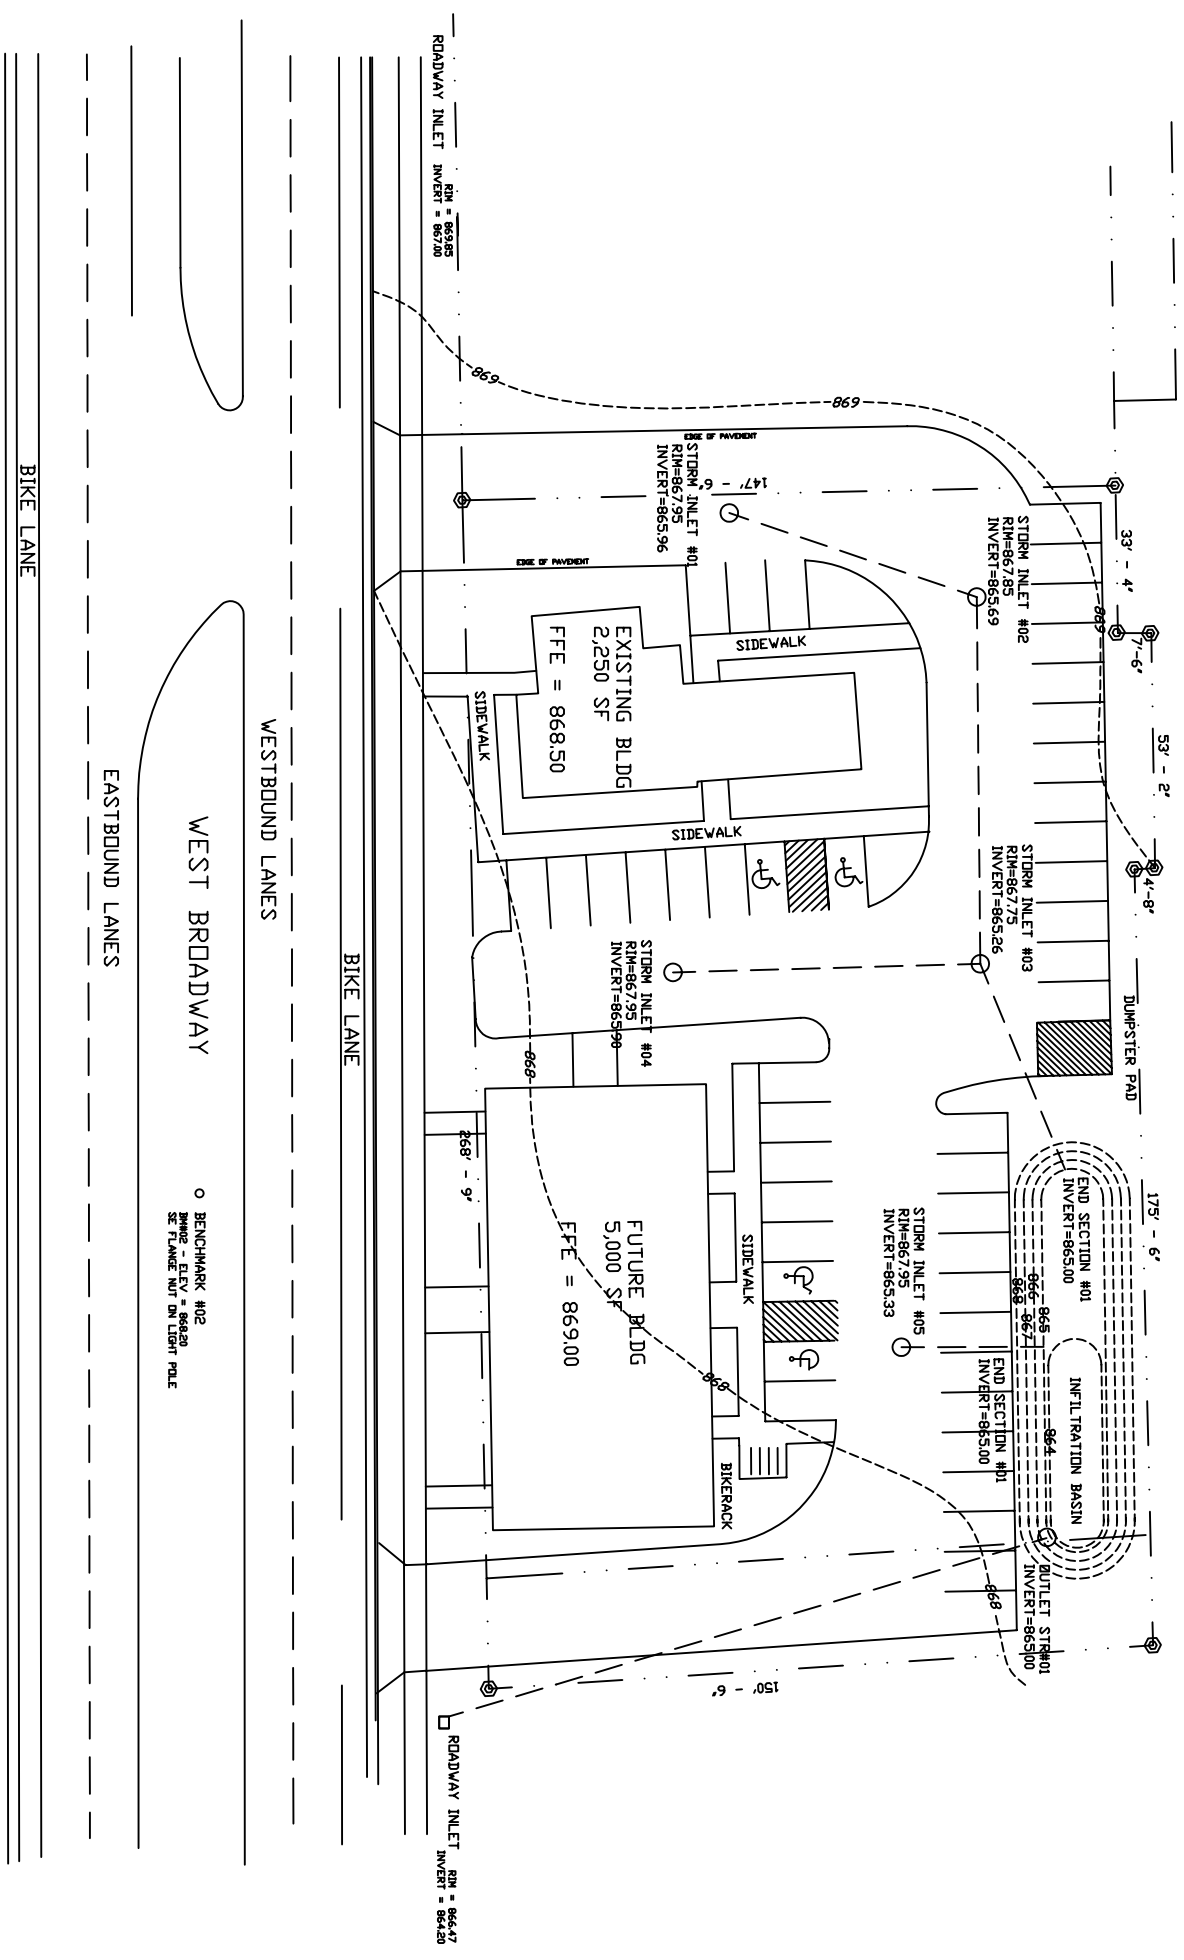 ROADWAY INLET
RIM = 869.85
INVERT = 867.00
869
869
869
EDGE OF PAVEMENT
EDGE OF PAVEMENT
STORM INLET #01
RIM=867.95
INVERT=865.96
147' - 6"
STORM INLET #02
RIM=867.85
INVERT=865.69
33' - 4"
7'-6"
53' - 2"
4'-8"
SIDEWALK
EXISTING BLDG
2,250 SF
FFE = 868.50
SIDEWALK
SIDEWALK
STORM INLET #03
RIM=867.75
INVERT=865.26
STORM INLET #04
RIM=867.95
INVERT=865.90
DUMPSTER PAD
868
268' - 9"
FUTURE BLDG
5,000 SF
FFE = 869.00
SIDEWALK
868
BIKERACK
STORM INLET #05
RIM=867.95
INVERT=865.33
END SECTION #01
INVERT=865.00
175' - 6"
865
866
867
868
864
INFILTRATION BASIN
END SECTION #01
INVERT=865.00
OUTLET STR#01
INVERT=865.00
868
150' - 6"
ROADWAY INLET
RIM = 866.47
INVERT = 864.20
BIKE LANE
BIKE LANE
WESTBOUND LANES
WEST BROADWAY
EASTBOUND LANES
BENCHMARK #02
BM#02 - ELEV = 868.20
SE FLANGE NUT ON LIGHT POLE